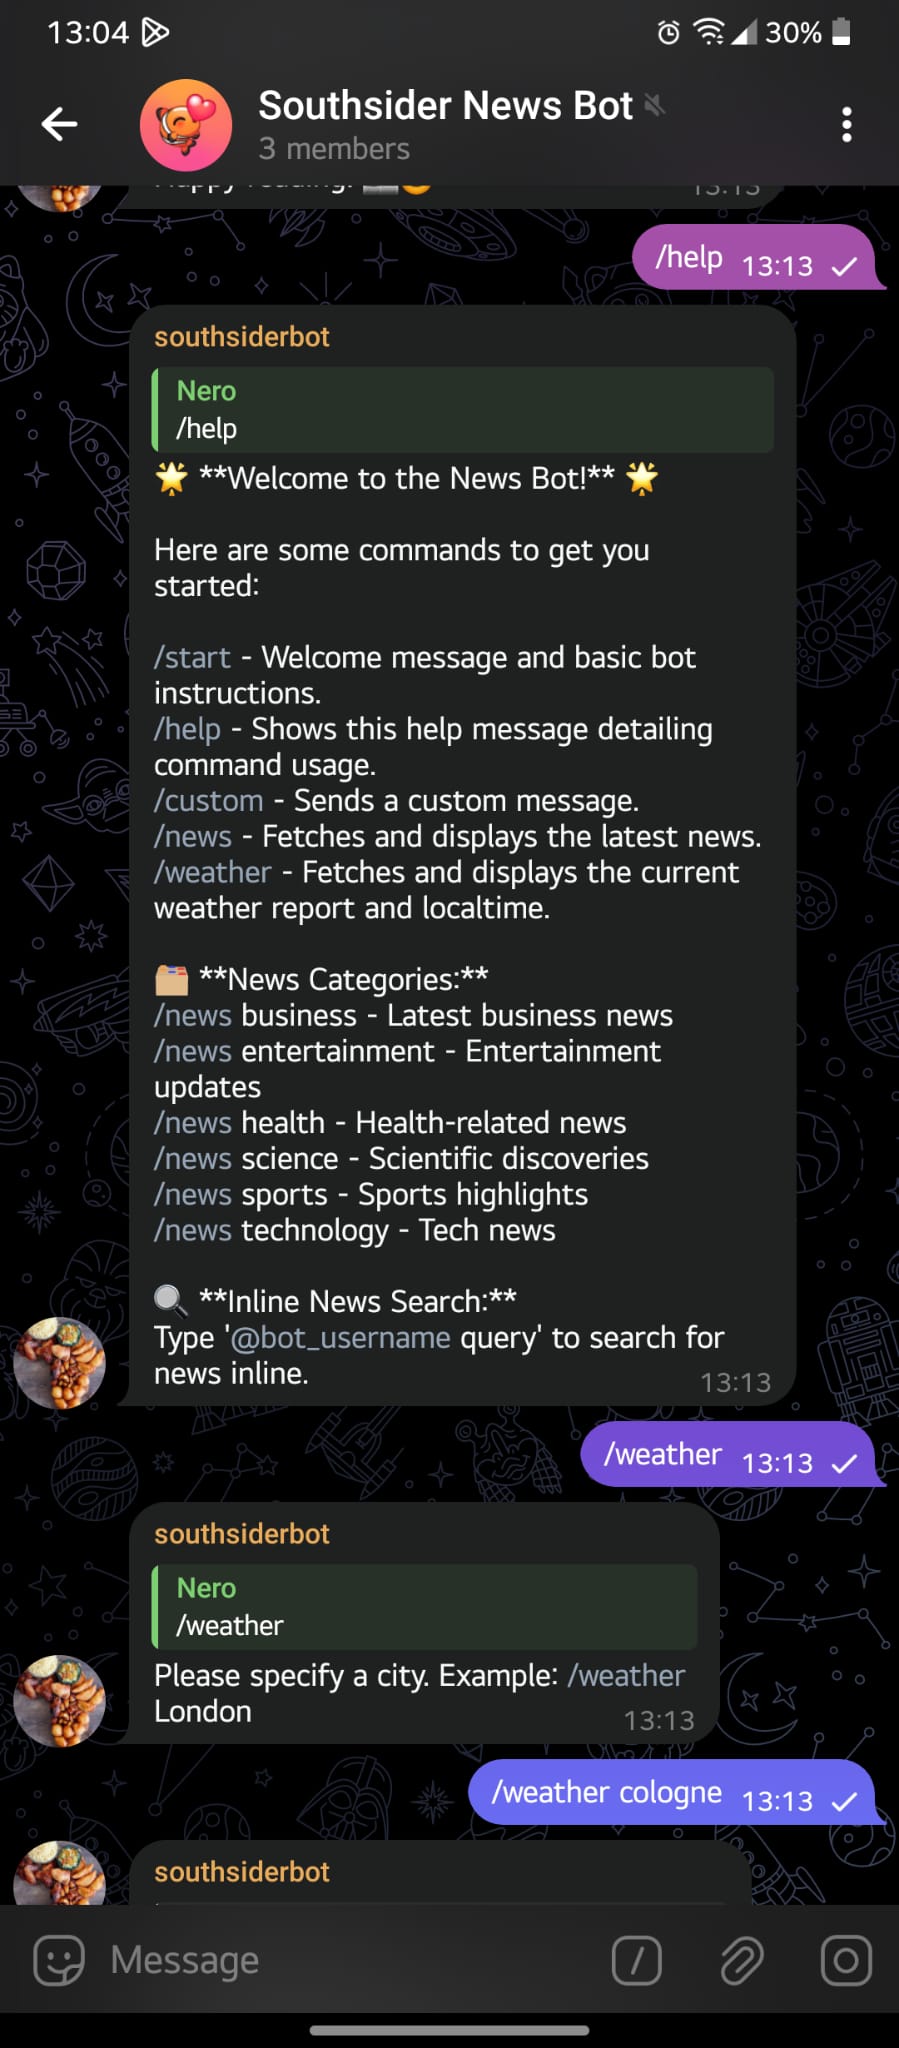 13:04
30%
Southsider News Bot
3 members
Happy reading!
13:13
/help 13:13
southsiderbot
Nero
/help
🌟 **Welcome to the News Bot!** 🌟
Here are some commands to get you
started:
/start - Welcome message and basic bot
instructions.
/help - Shows this help message detailing
command usage.
/custom - Sends a custom message.
/news - Fetches and displays the latest news.
/weather - Fetches and displays the current
weather report and localtime.
🗂️ **News Categories:**
/news business - Latest business news
/news entertainment - Entertainment
updates
/news health - Health-related news
/news science - Scientific discoveries
/news sports - Sports highlights
/news technology - Tech news
🔍 **Inline News Search:**
Type '@bot_username query' to search for
news inline.
13:13
/weather 13:13
southsiderbot
Nero
/weather
Please specify a city. Example: /weather
London
13:13
/weather cologne 13:13
southsiderbot
Message